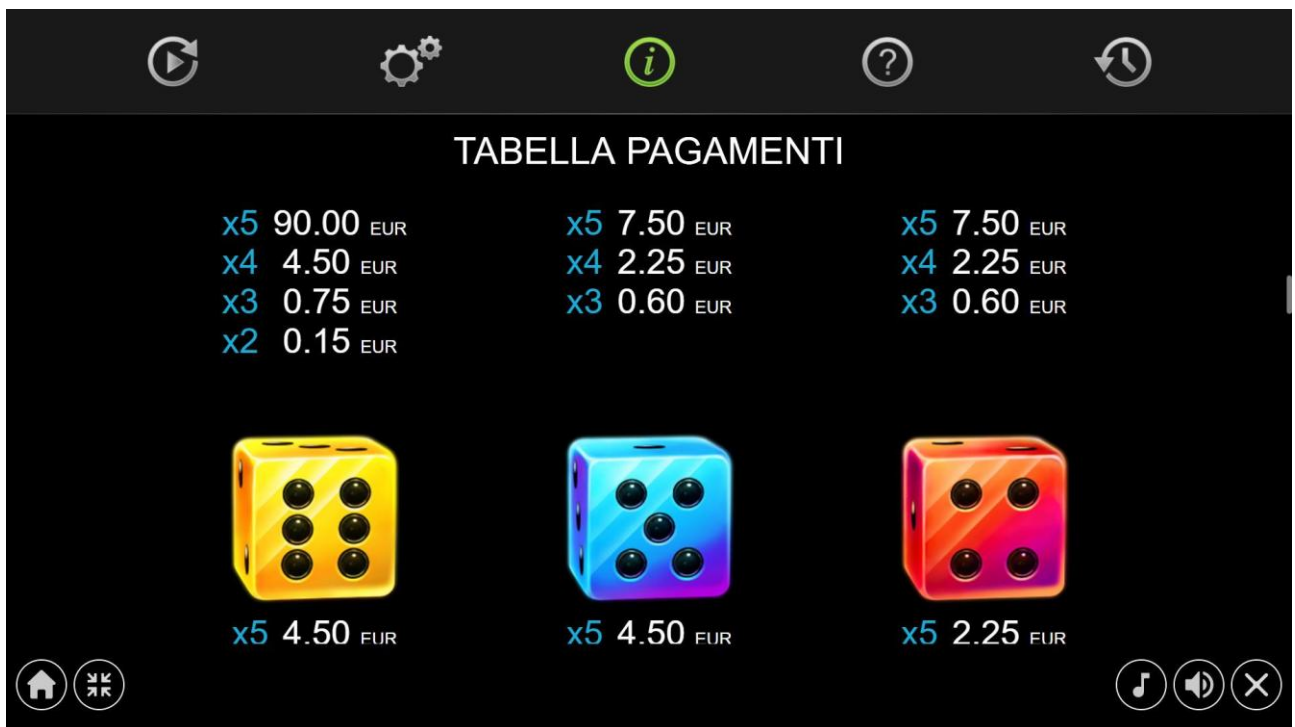 TABELLA PAGAMENTI
x5 90.00 EUR
x4 4.50 EUR
x3 0.75 EUR
x2 0.15 EUR
x5 7.50 EUR
x4 2.25 EUR
x3 0.60 EUR
x5 7.50 EUR
x4 2.25 EUR
x3 0.60 EUR
x5 4.50 EUR
x5 4.50 EUR
x5 2.25 EUR